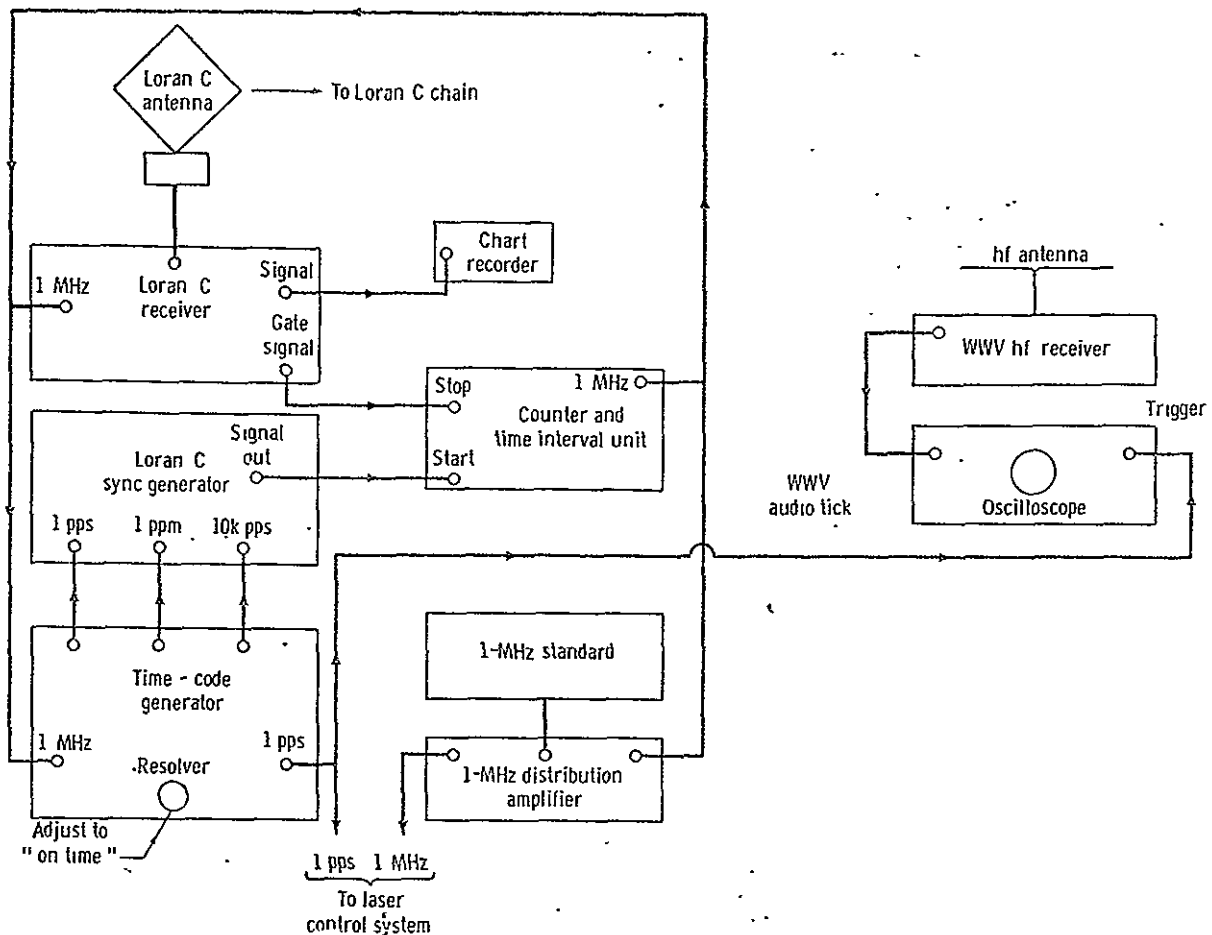 Loran C
antenna
To Loran C chain
1 MHz
Loran C
receiver
Signal
Gate
signal
Chart
recorder
hf antenna
WWV hf receiver
Stop
Start
1 MHz
Counter and
time interval unit
Trigger
Oscilloscope
WWV
audio tick
Signal
out
Loran C
sync generator
1 pps
1 ppm
10k pps
Time - code
generator
1 MHz
1 pps
Resolver
Adjust to
"on time"
1-MHz standard
1-MHz distribution
amplifier
1 pps 1 MHz
To laser
control system